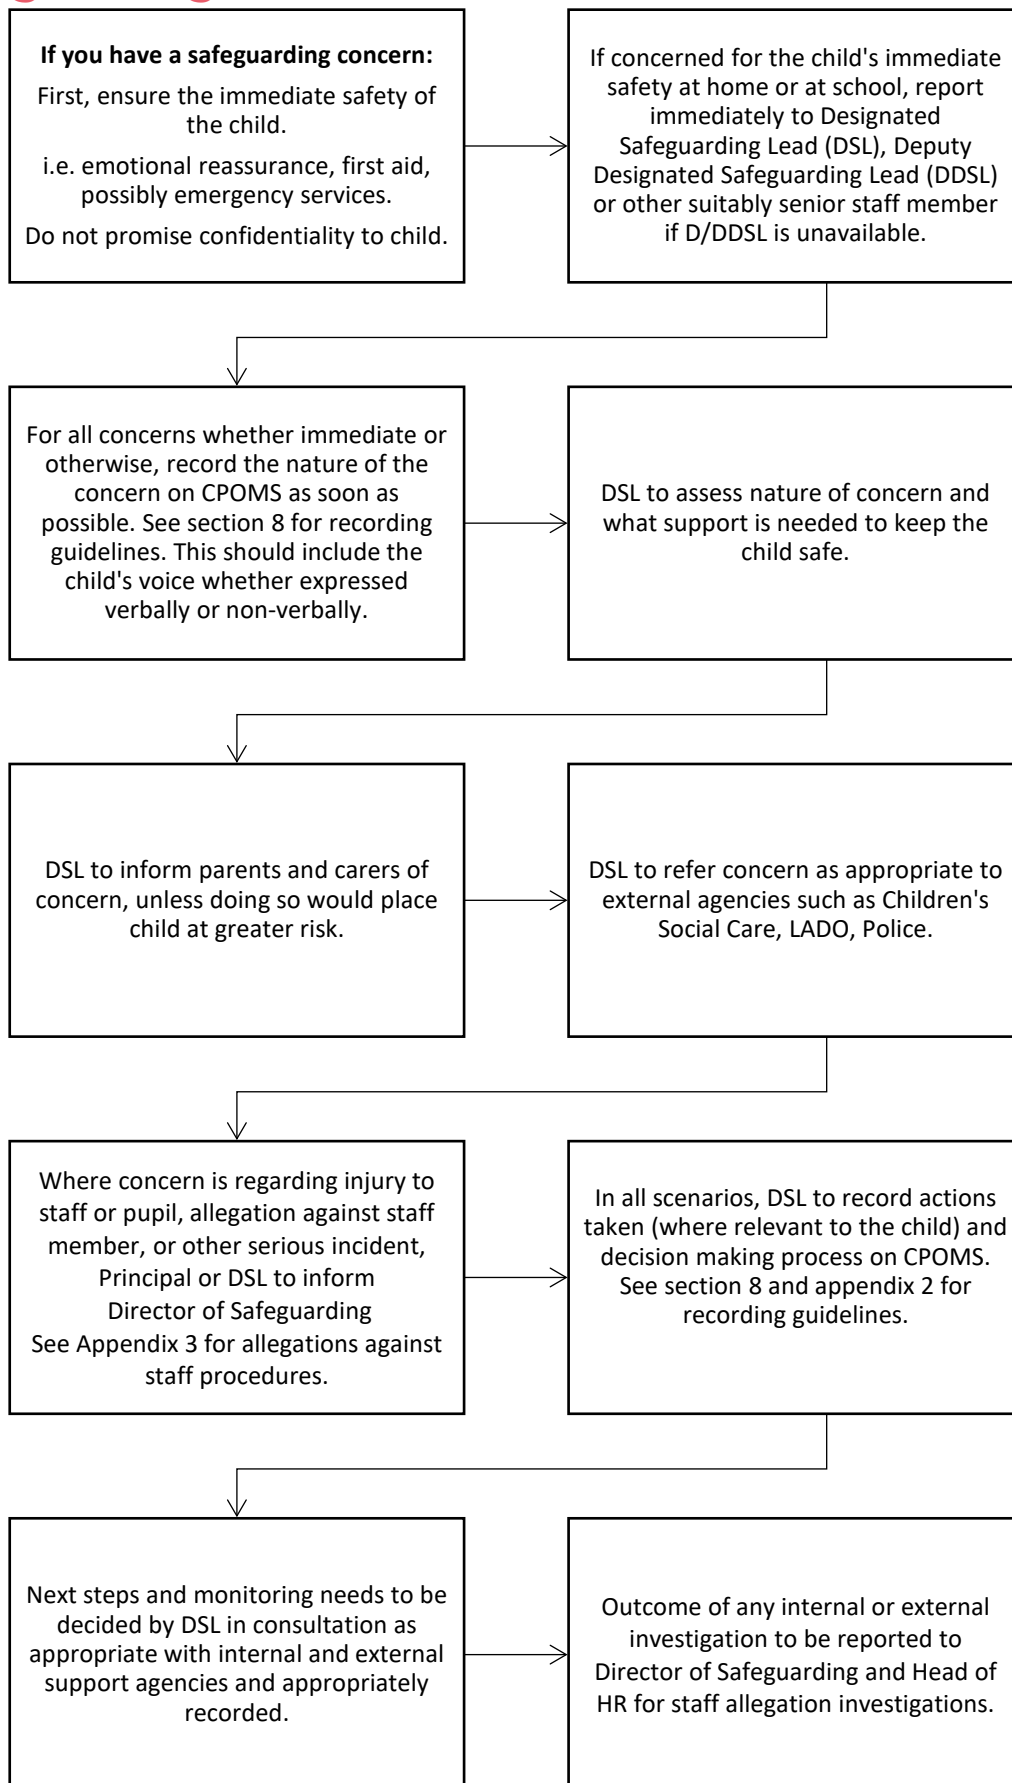 If you have a safeguarding concern:
First, ensure the immediate safety of
the child.
i.e. emotional reassurance, first aid,
possibly emergency services.
Do not promise confidentiality to child.
If concerned for the child's immediate
safety at home or at school, report
immediately to Designated
Safeguarding Lead (DSL), Deputy
Designated Safeguarding Lead (DDSL)
or other suitably senior staff member
if D/DDSL is unavailable.
For all concerns whether immediate or
otherwise, record the nature of the
concern on CPOMS as soon as
possible. See section 8 for recording
guidelines. This should include the
child's voice whether expressed
verbally or non-verbally.
DSL to assess nature of concern and
what support is needed to keep the
child safe.
DSL to inform parents and carers of
concern, unless doing so would place
child at greater risk.
DSL to refer concern as appropriate to
external agencies such as Children's
Social Care, LADO, Police.
Where concern is regarding injury to
staff or pupil, allegation against staff
member, or other serious incident,
Principal or DSL to inform
Director of Safeguarding
See Appendix 3 for allegations against
staff procedures.
In all scenarios, DSL to record actions
taken (where relevant to the child) and
decision making process on CPOMS.
See section 8 and appendix 2 for
recording guidelines.
Next steps and monitoring needs to be
decided by DSL in consultation as
appropriate with internal and external
support agencies and appropriately
recorded.
Outcome of any internal or external
investigation to be reported to
Director of Safeguarding and Head of
HR for staff allegation investigations.